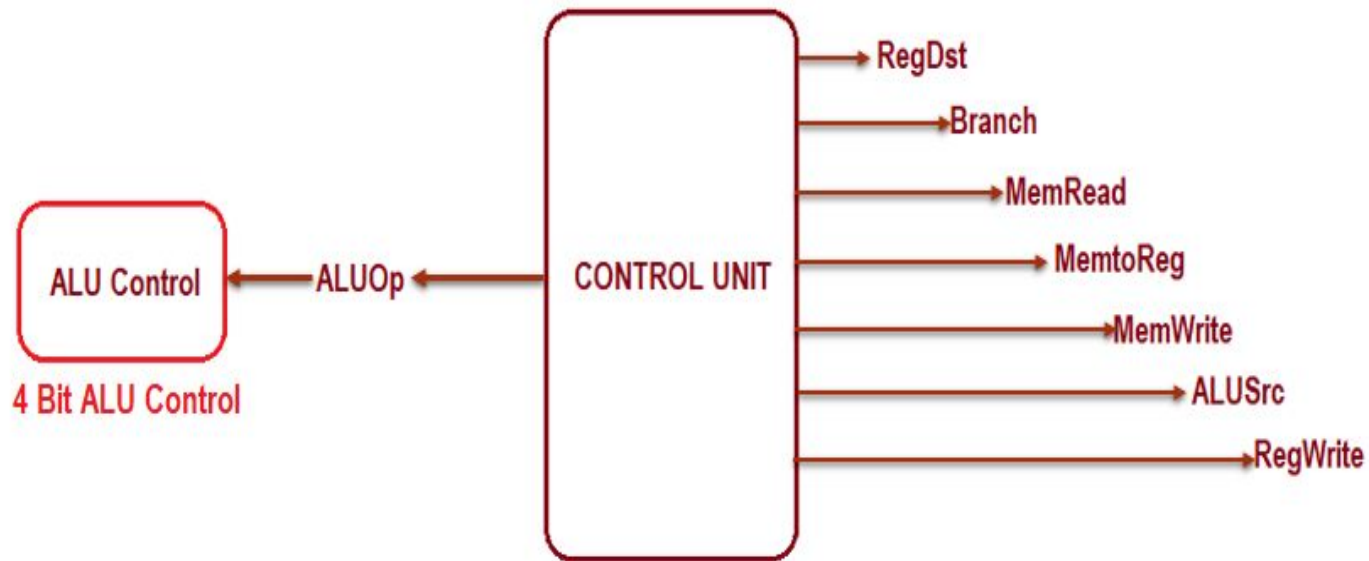 RegDst
Branch
MemRead
ALU Control
ALUOp
CONTROL UNIT
MemtoReg
MemWrite
4 Bit ALU Control
ALUSrc
RegWrite